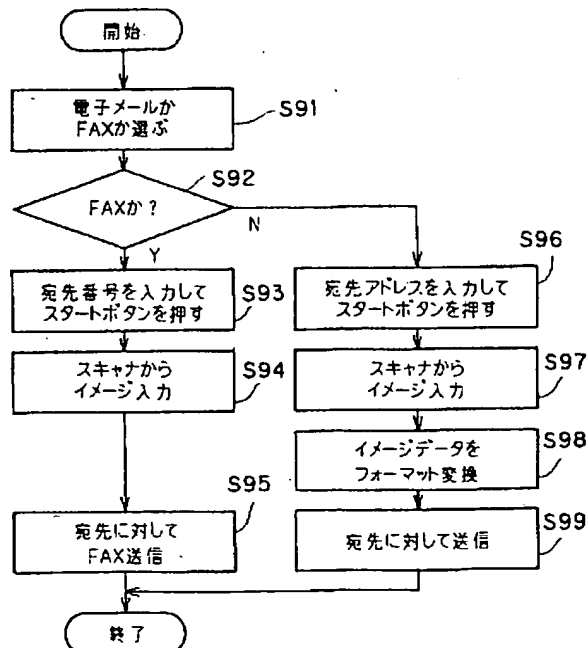 開始
電子メールか
FAXか選ぶ
S91
S92
FAXか?
N
Y
宛先番号を入力して
スタートボタンを押す
S93
スキャナから
イメージ入力
S94
S95
宛先に対して
FAX送信
S96
宛先アドレスを入力して
スタートボタンを押す
スキャナから
イメージ入力
S97
イメージデータを
フォーマット変換
S98
宛先に対して送信
S99
終了